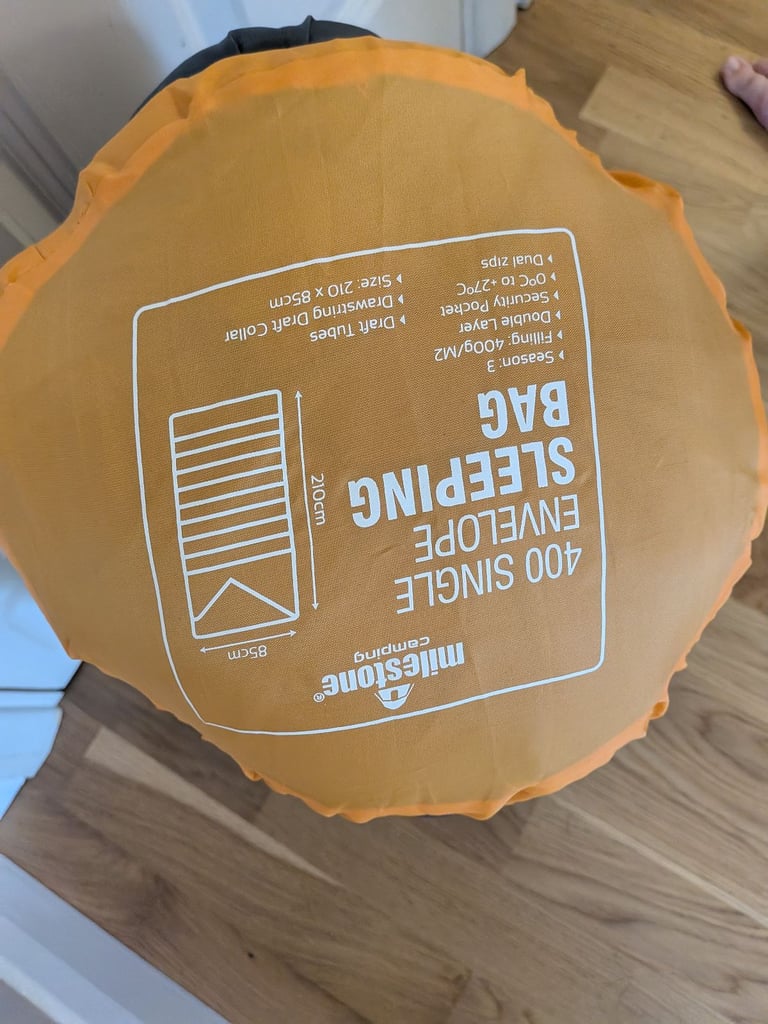 milestone®
camping
400 SINGLE
ENVELOPE
SLEEPING
BAG
Season: 3
Filling: 400g/M2
Double Layer
Security Pocket
0ºC to +27ºC
Dual zips
Draft Tubes
Drawstring Draft Collar
Size: 210 x 85cm
85cm
210cm